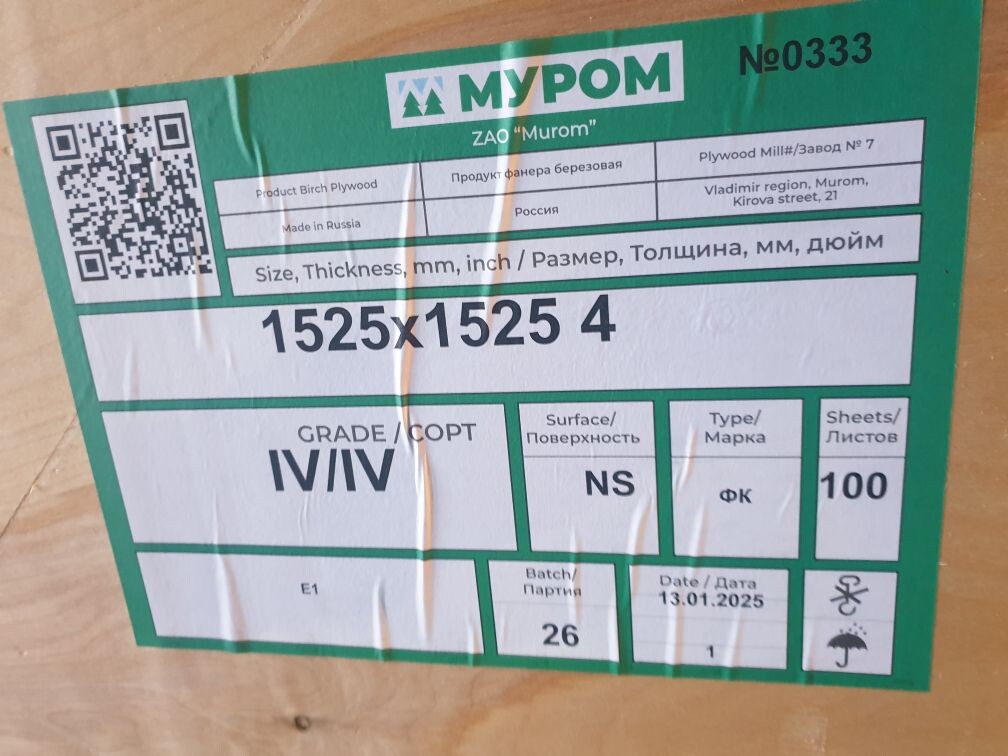 МУРОМ
№0333
ZAO "Murom"
Product Birch Plywood
Продукт фанера березовая
Plywood Mill#/Завод № 7
Made in Russia
Россия
Vladimir region, Murom,
Kirova street, 21
Size, Thickness, mm, inch / Размер, Толщина, мм, дюйм
1525x1525 4
GRADE / СОРТ
IV/IV
Surface/
Поверхность
NS
Type/
Марка
ФК
Sheets/
Листов
100
E1
Batch/
Партия
26
Date / Дата
13.01.2025
1